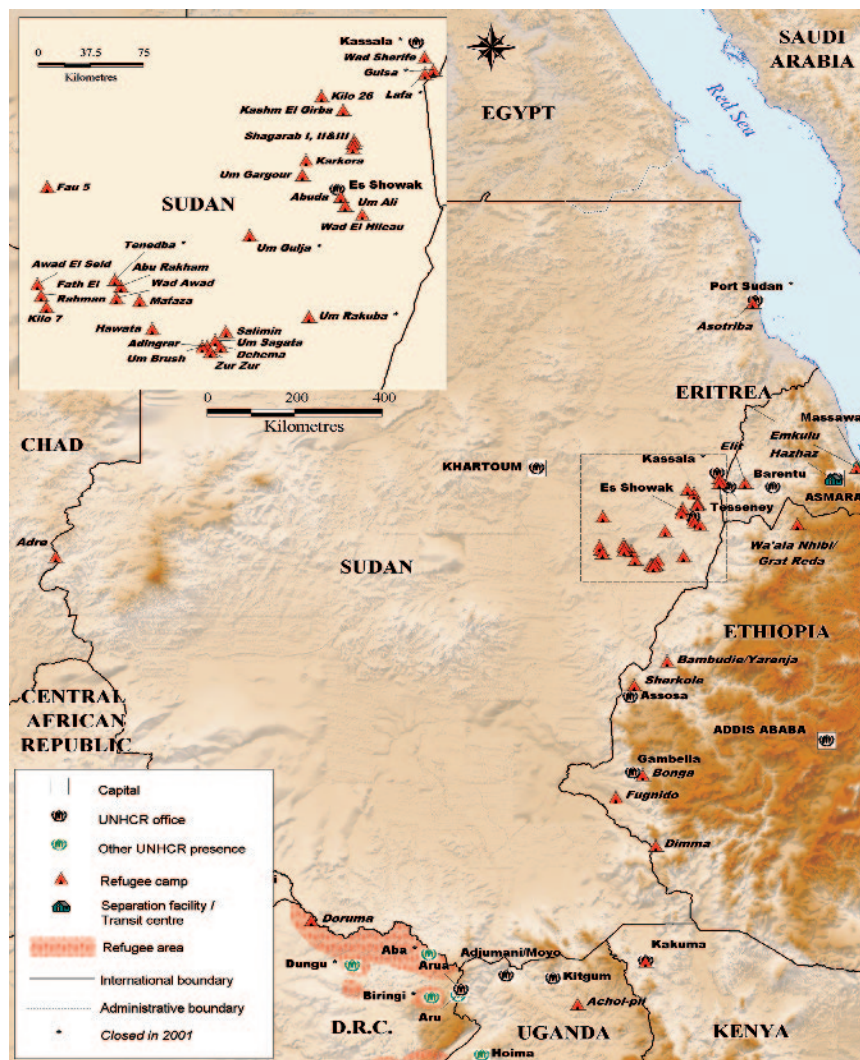 0 37.5 75
Kilometres
Kassala *
Wad Sherife
Gulsa *
Lafa *
Kilo 26
Kashm El Girba
Shagarab I, II&III
Karkora
Um Gargour
Es Showak
Abuda
Um Ali
Wad El Hileau
Fau 5
SUDAN
Um Gulja *
Tenedba *
Abu Rakham
Awad El Seid
Fath El
Rahman
Wad Awad
Mafaza
Kilo 7
Hawata
Um Rakuba *
Salimin
Adingrar
Um Sagata
Um Brush
Dehema
Zur Zur
0 200 400
Kilometres
SAUDI
ARABIA
EGYPT
Red Sea
Port Sudan *
Asotriba
ERITREA
Massawa
Emkulu
Hazhaz
Elit
Kassala *
Barentu
ASMARA
Es Showak
Tesseney
KHARTOUM
CHAD
Adre
SUDAN
Wa'ala Nhibi/
Grat Reda
ETHIOPIA
Bambudie/Yarenja
Sherkole
Assosa
ADDIS ABABA
CENTRAL
AFRICAN
REPUBLIC
Gambella
Bonga
Fugnido
Dimma
Doruma
Aba *
Dungu *
Arua
Adjumani/Moyo
Kitgum
Kakuma
Biringi *
Aru
Achol-pii
D.R.C.
UGANDA
KENYA
Hoima
Capital
UNHCR office
Other UNHCR presence
Refugee camp
Separation facility /
Transit centre
Refugee area
International boundary
Administrative boundary
* Closed in 2001